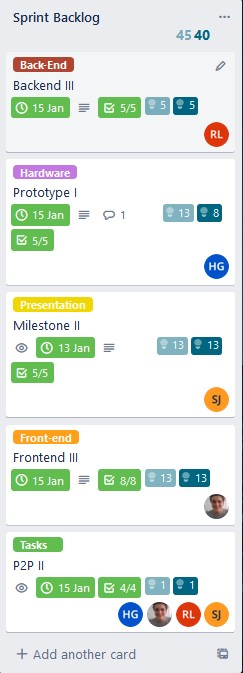 Sprint Backlog
45 40
Back-End
Backend III
15 Jan 5/5 5 5
RL
Hardware
Prototype I
15 Jan 1 13 8
5/5
HG
Presentation
Milestone II
13 Jan 13 13
5/5
SJ
Front-end
Frontend III
15 Jan 8/8 13 13
Tasks
P2P II
15 Jan 4/4 1 1
HG RL SJ
+ Add another card